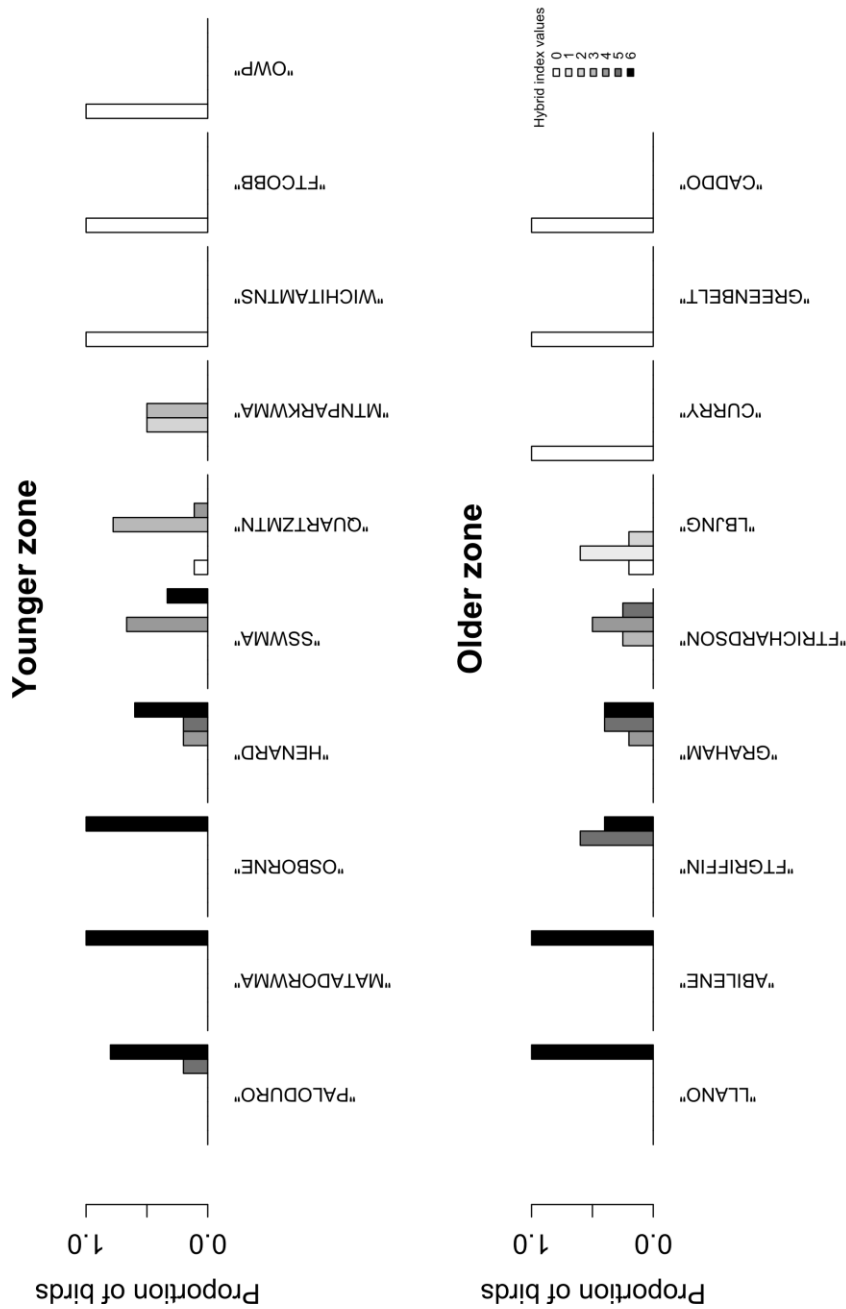 Younger zone
Proportion of birds
0.0
1.0
"PALODURO"
"MATADORWMA"
"OSBORNE"
"HENARD"
"SSWMA"
"QUARTZMTN"
"MTNPARKWMA"
"WICHITAMTNS"
"FTCOBB"
"OWP"
Older zone
Proportion of birds
0.0
1.0
"LLANO"
"ABILENE"
"FTGRIFFIN"
"GRAHAM"
"FTRICHARDSON"
"LBJNG"
"CURRY"
"GREENBELT"
"CADDO"
Hybrid index values
0
1
2
3
4
5
6